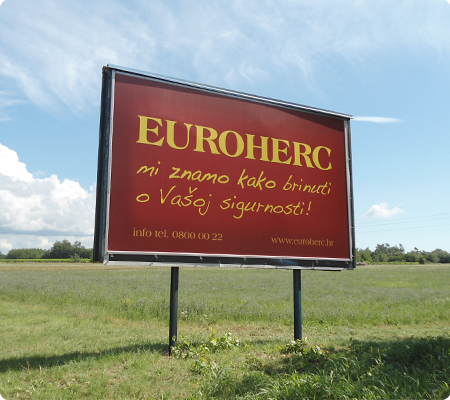 EUROHERC
mi znamo kako brinuti
o Vašoj sigurnosti!
info tel. 0800 00 22 www.euroherc.hr